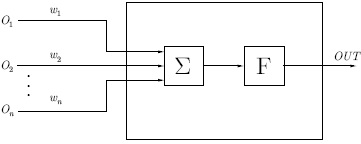 O₁ w₁
O₂ w₂ Σ F OUT
⋮
Oₙ wₙ